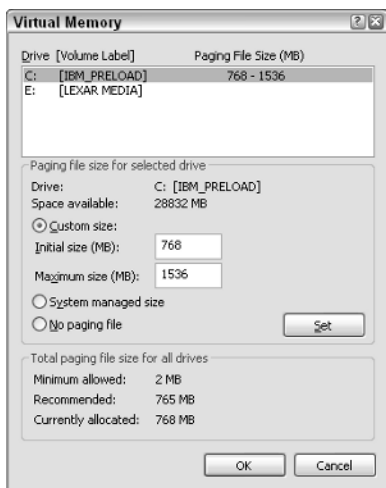 Virtual Memory
Drive [Volume Label] Paging File Size (MB)
C: [IBM_PRELOAD] 768 - 1536
E: [LEXAR MEDIA]
Paging file size for selected drive
Drive: C: [IBM_PRELOAD]
Space available: 28832 MB
Custom size:
Initial size (MB): 768
Maximum size (MB): 1536
System managed size
No paging file
Set
Total paging file size for all drives
Minimum allowed: 2 MB
Recommended: 765 MB
Currently allocated: 768 MB
OK Cancel